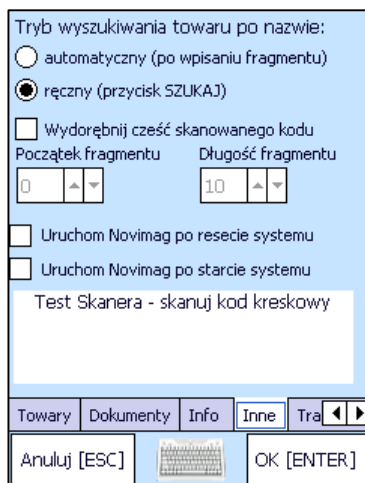 Tryb wyszukiwania towaru po nazwie:
automatyczny (po wpisaniu fragmentu)
ręczny (przycisk SZUKAJ)
Wydorębnij cześć skanowanego kodu
Początek fragmentu Długość fragmentu
0 10
Uruchom Novimag po resecie systemu
Uruchom Novimag po starcie systemu
Test Skanera - skanuj kod kreskowy
Towary Dokumenty Info Inne Tra
Anuluj [ESC] OK [ENTER]